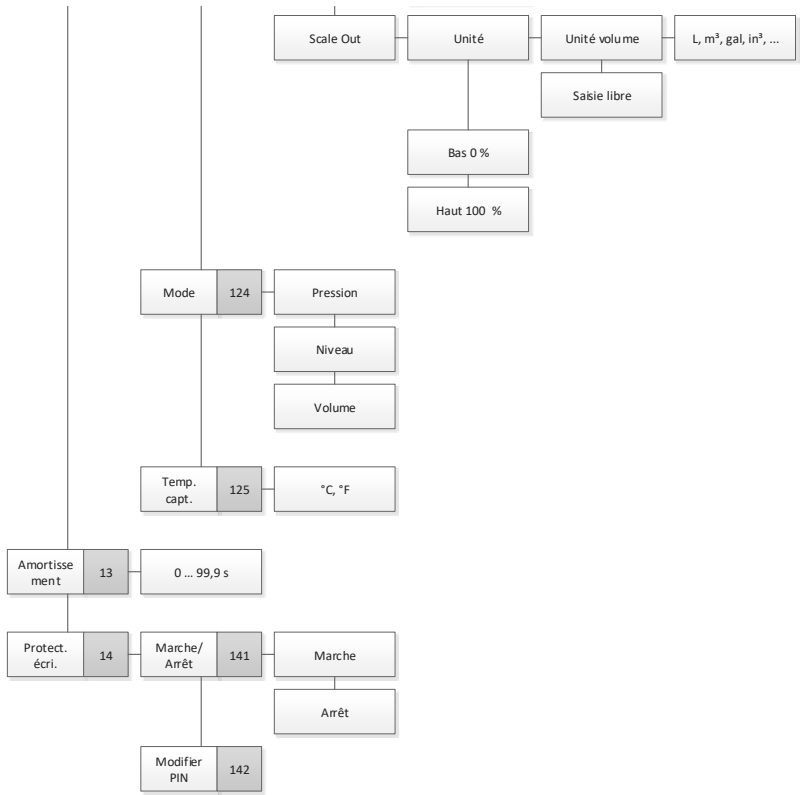 Scale Out
Unité
Unité volume
L, m³, gal, in³, ...
Saisie libre
Bas 0 %
Haut 100 %
Mode
124
Pression
Niveau
Volume
Temp.
capt.
125
°C, °F
Amortisse
ment
13
0 ... 99,9 s
Protect.
écri.
14
Marche/
Arrêt
141
Marche
Arrêt
Modifier
PIN
142